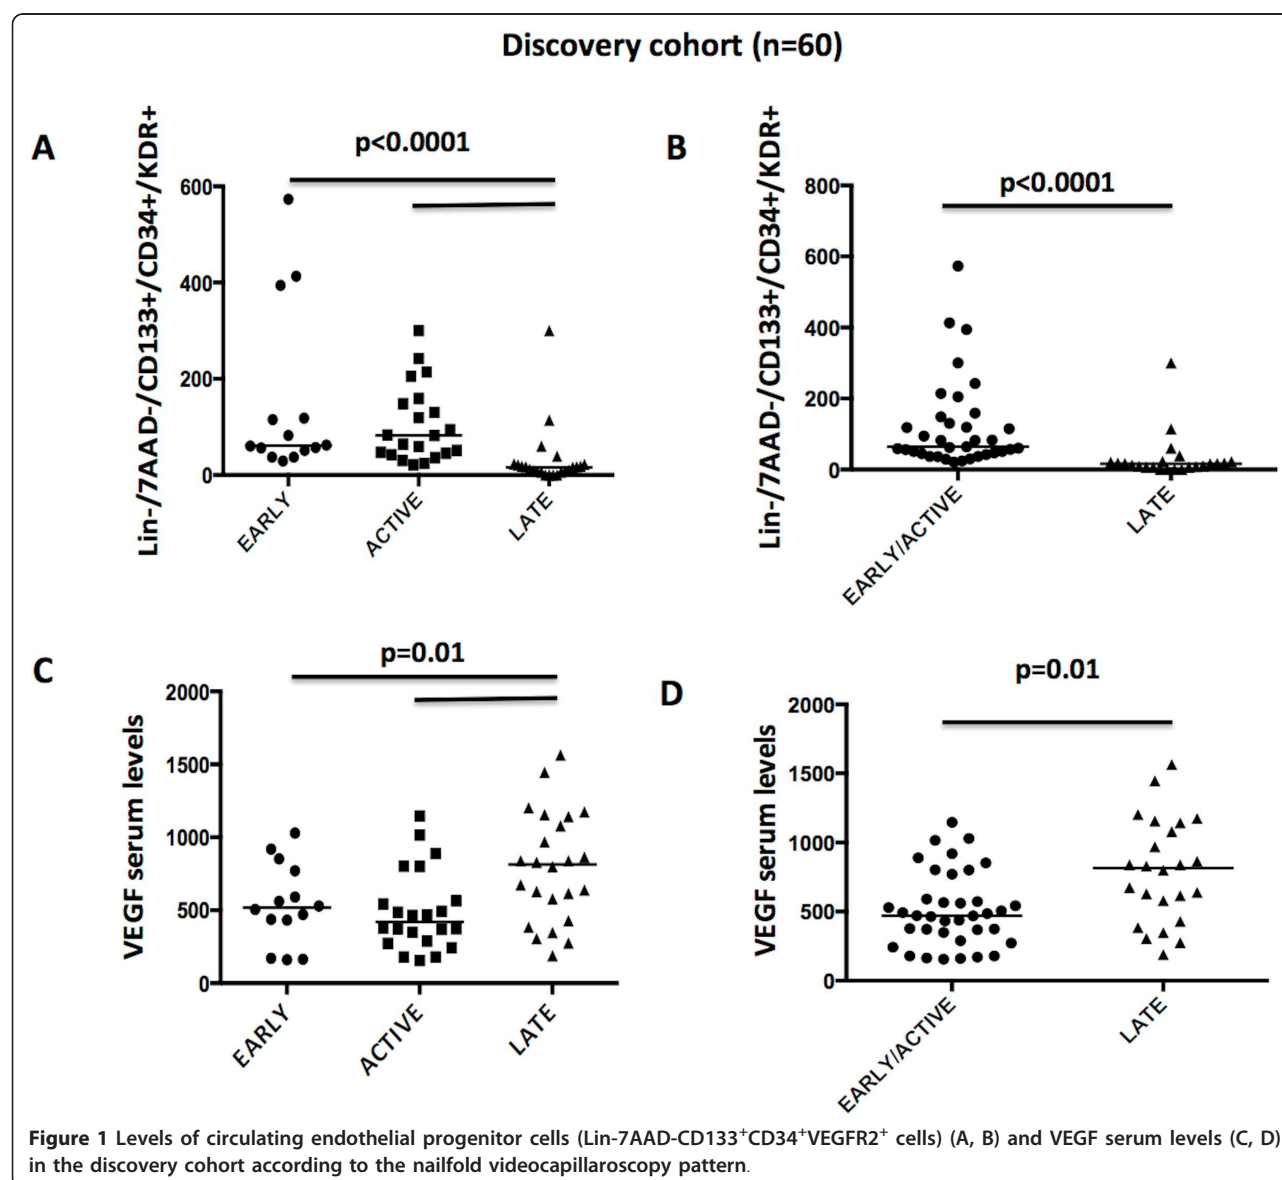 Discovery cohort (n=60)
A
Lin-/7AAD-/CD133+/CD34+/KDR+
p<0.0001
600
400
200
0
EARLY
ACTIVE
LATE
B
Lin-/7AAD-/CD133+/CD34+/KDR+
p<0.0001
800
600
400
200
0
EARLY/ACTIVE
LATE
C
VEGF serum levels
p=0.01
2000
1500
1000
500
0
EARLY
ACTIVE
LATE
D
VEGF serum levels
p=0.01
2000
1500
1000
500
0
EARLY/ACTIVE
LATE
Figure 1 Levels of circulating endothelial progenitor cells (Lin-7AAD-CD133+CD34+VEGFR2+ cells) (A, B) and VEGF serum levels (C, D)
in the discovery cohort according to the nailfold videocapillaroscopy pattern.